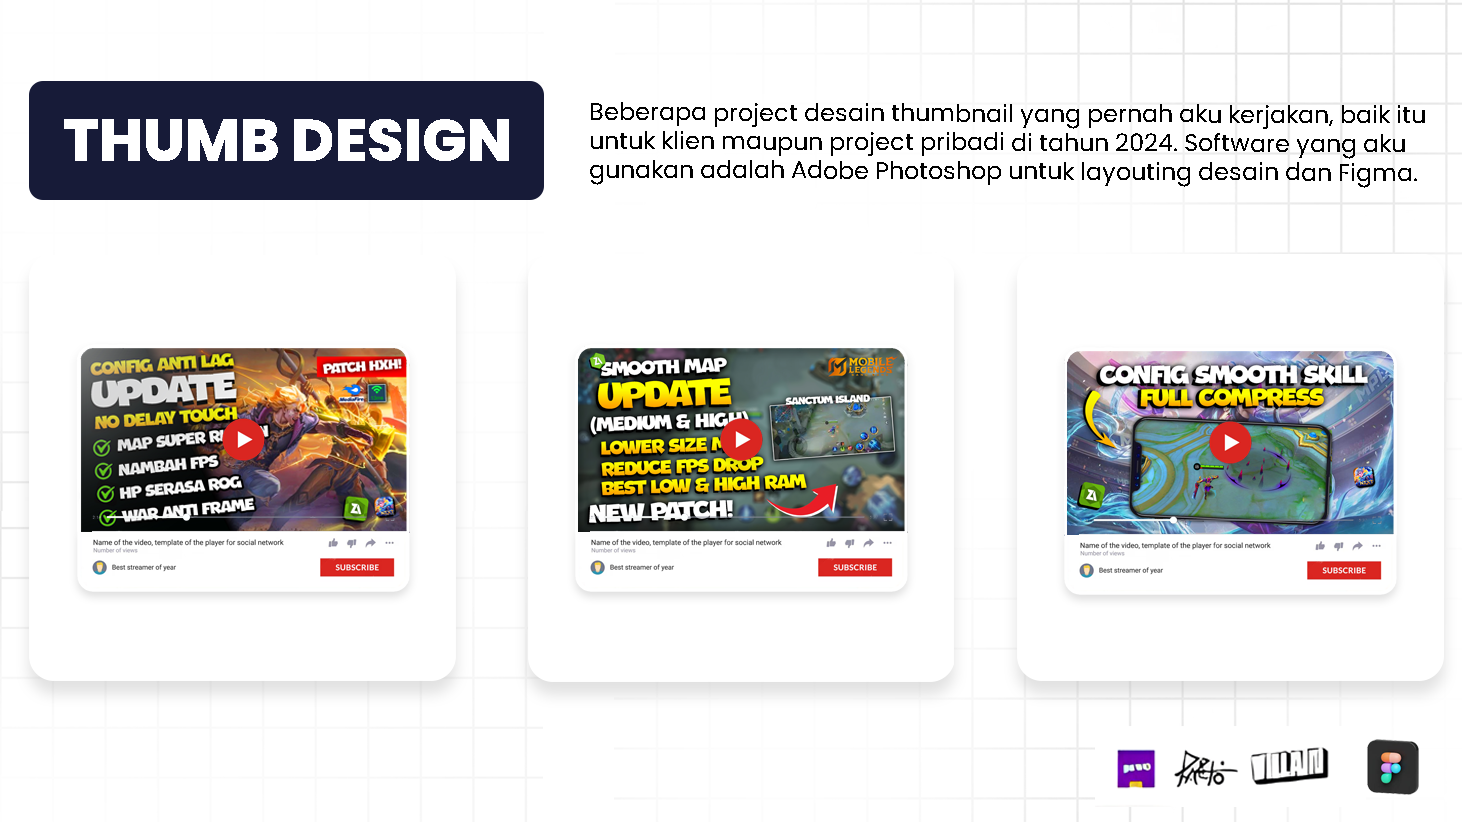 THUMB DESIGN
Beberapa project desain thumbnail yang pernah aku kerjakan, baik itu
untuk klien maupun project pribadi di tahun 2024. Software yang aku
gunakan adalah Adobe Photoshop untuk layouting desain dan Figma.
CONFIG ANTI LAG
UPDATE
NO DELAY TOUCH
MAP SUPER
NAMBAH FPS
HP SERASA ROG
WAR ANTI FRAME
PATCH HXH!
MediaFire
Name of the video, template of the player for social network
Number of views
Best streamer of year
SUBSCRIBE
SMOOTH MAP
UPDATE
(MEDIUM & HIGH)
LOWER SIZE
REDUCE FPS DROP
BEST LOW & HIGH RAM
NEW PATCH!
MOBILE
LEGENDS
SANCTUM ISLAND
Name of the video, template of the player for social network
Number of views
Best streamer of year
SUBSCRIBE
CONFIG SMOOTH SKILL
FULL COMPRESS
Name of the video, template of the player for social network
Number of views
Best streamer of year
SUBSCRIBE
VILLAIN